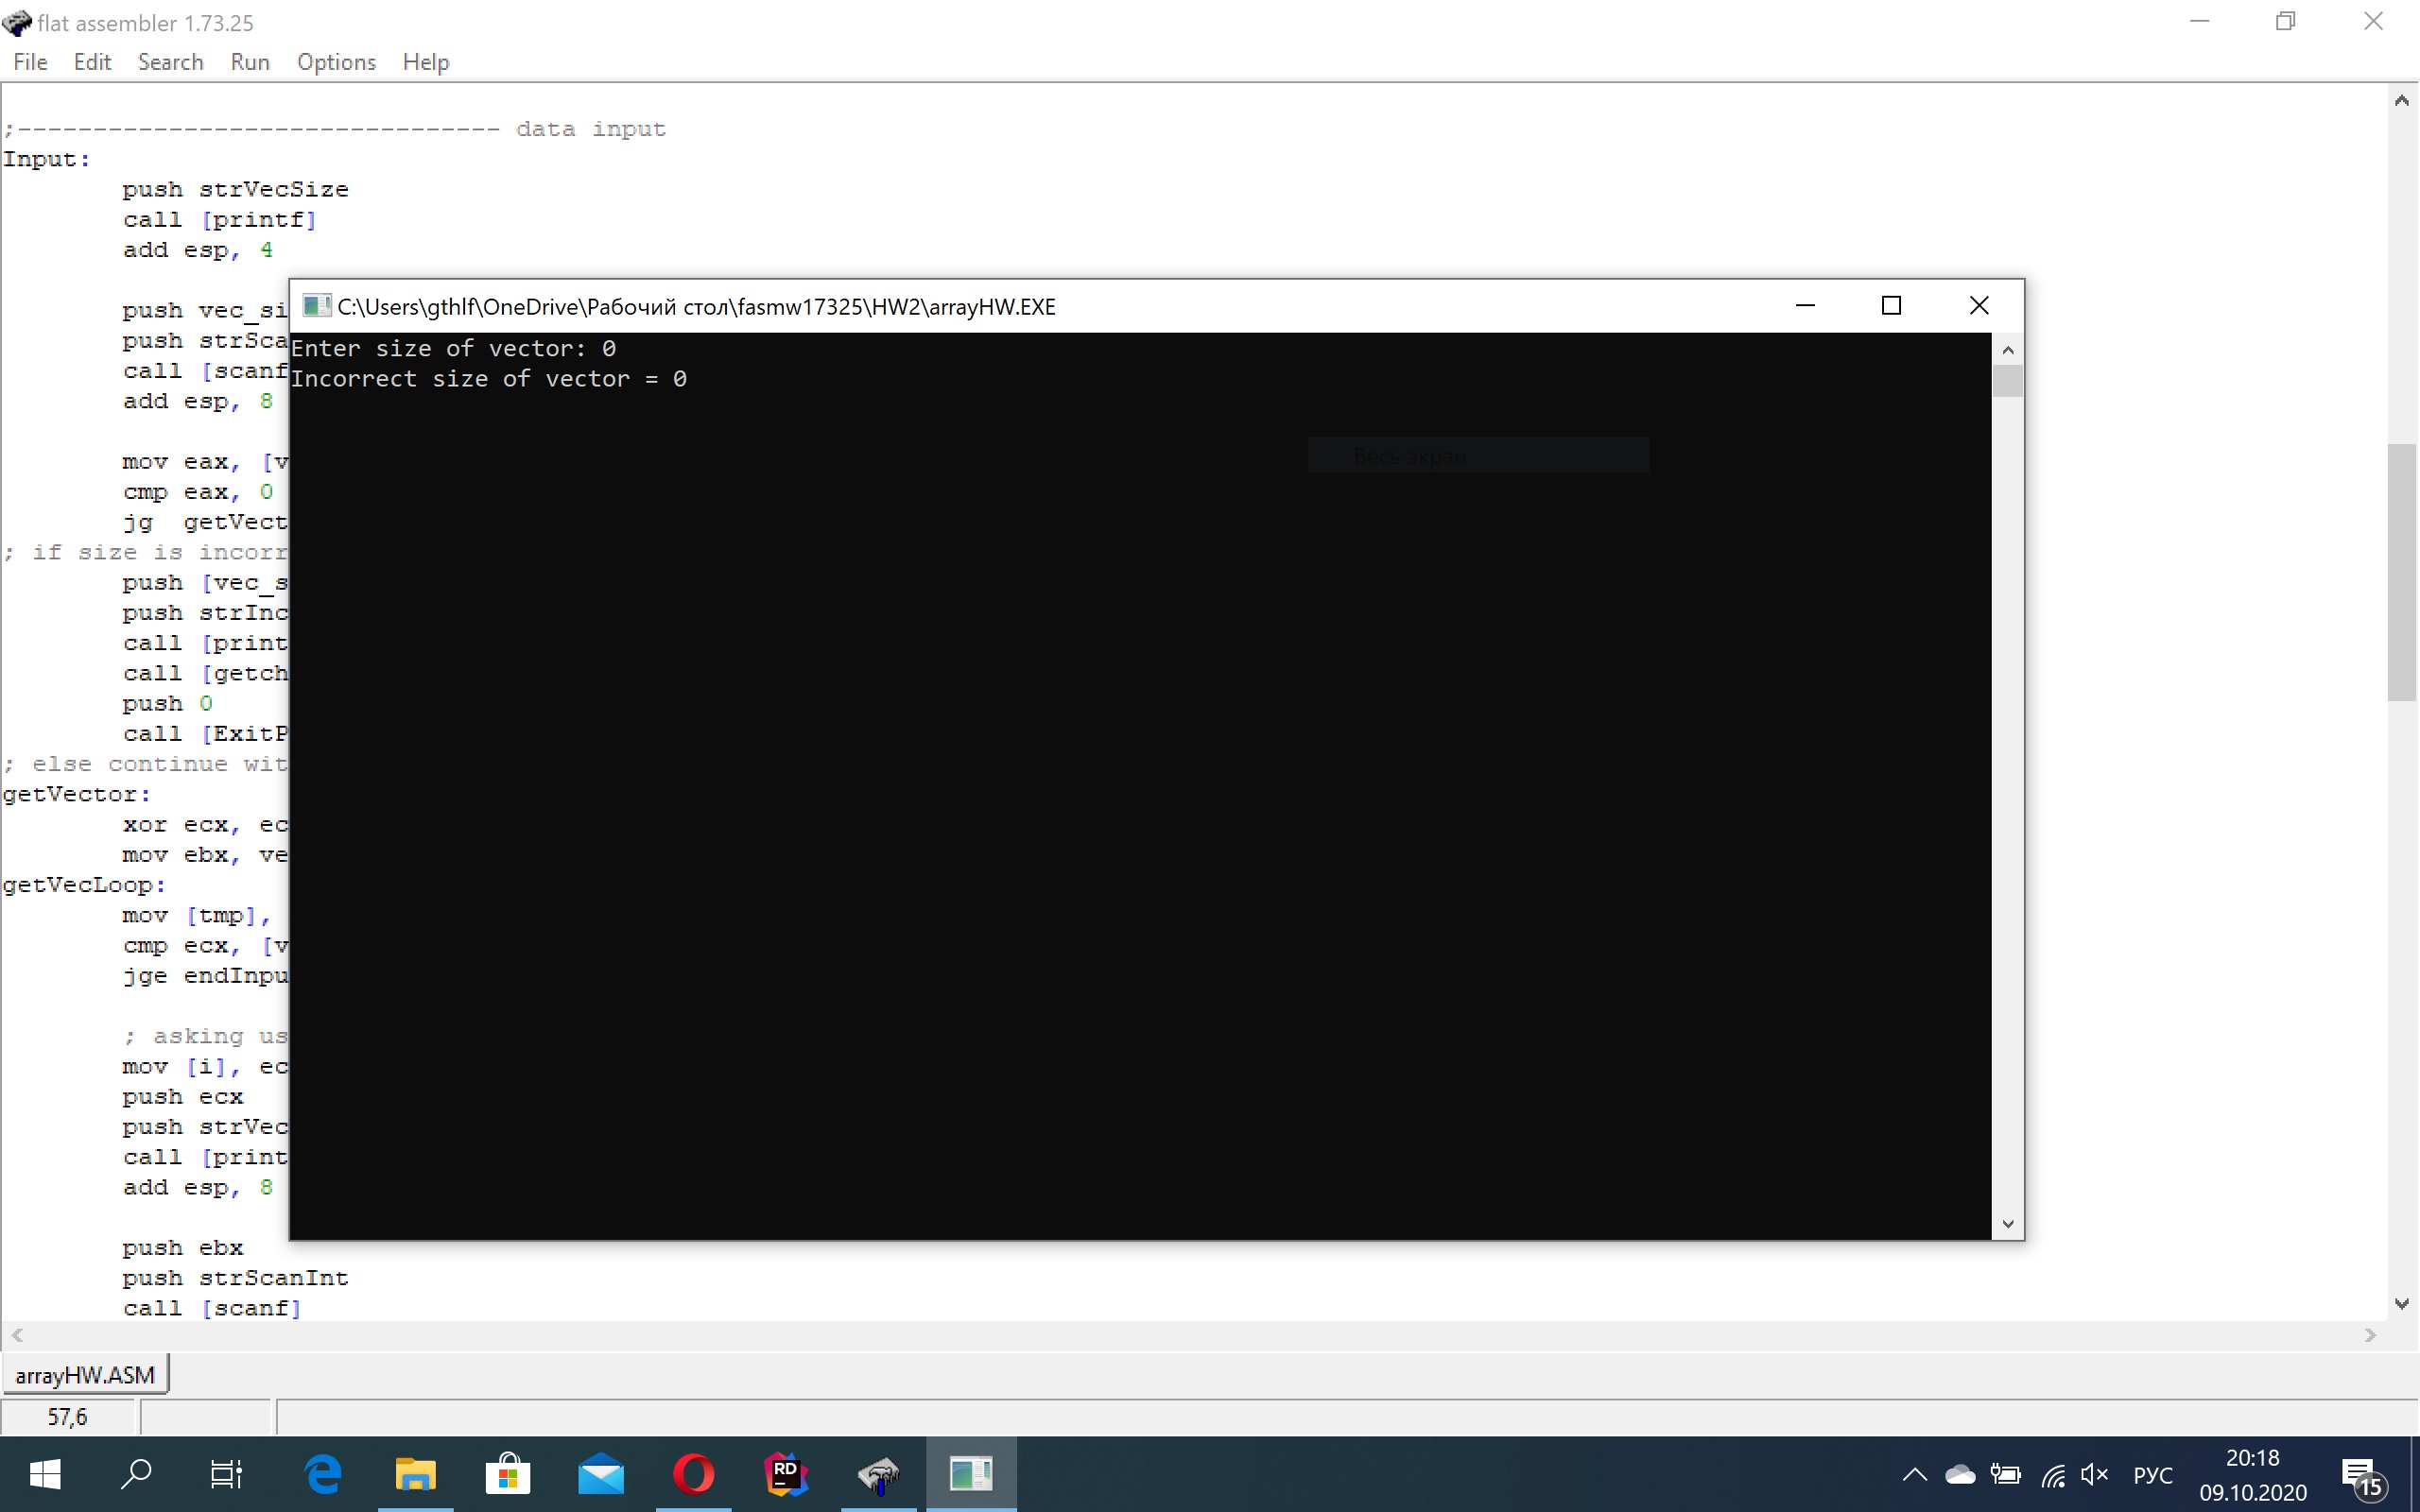 flat assembler 1.73.25
File Edit Search Run Options Help
;-------------------------------- data input
Input:
push strVecSize
call [printf]
add esp, 4
push vec_si
push strSca
call [scanf
add esp, 8
mov eax, [v
cmp eax, 0
jg getVect
; if size is incorr
push [vec_s
push strInc
call [print
call [getch
push 0
call [ExitP
; else continue wit
getVector:
xor ecx, ec
mov ebx, ve
getVecLoop:
mov [tmp],
cmp ecx, [v
jge endInpu
; asking us
mov [i], ec
push ecx
push strVec
call [print
add esp, 8
push ebx
push strScanInt
call [scanf]
C:\Users\gthlf\OneDrive\Рабочий стол\fasmw17325\HW2\arrayHW.EXE
Enter size of vector: 0
Incorrect size of vector = 0
Весь экран
arrayHW.ASM
57,6
RD
РУС
20:18
09.10.2020
15